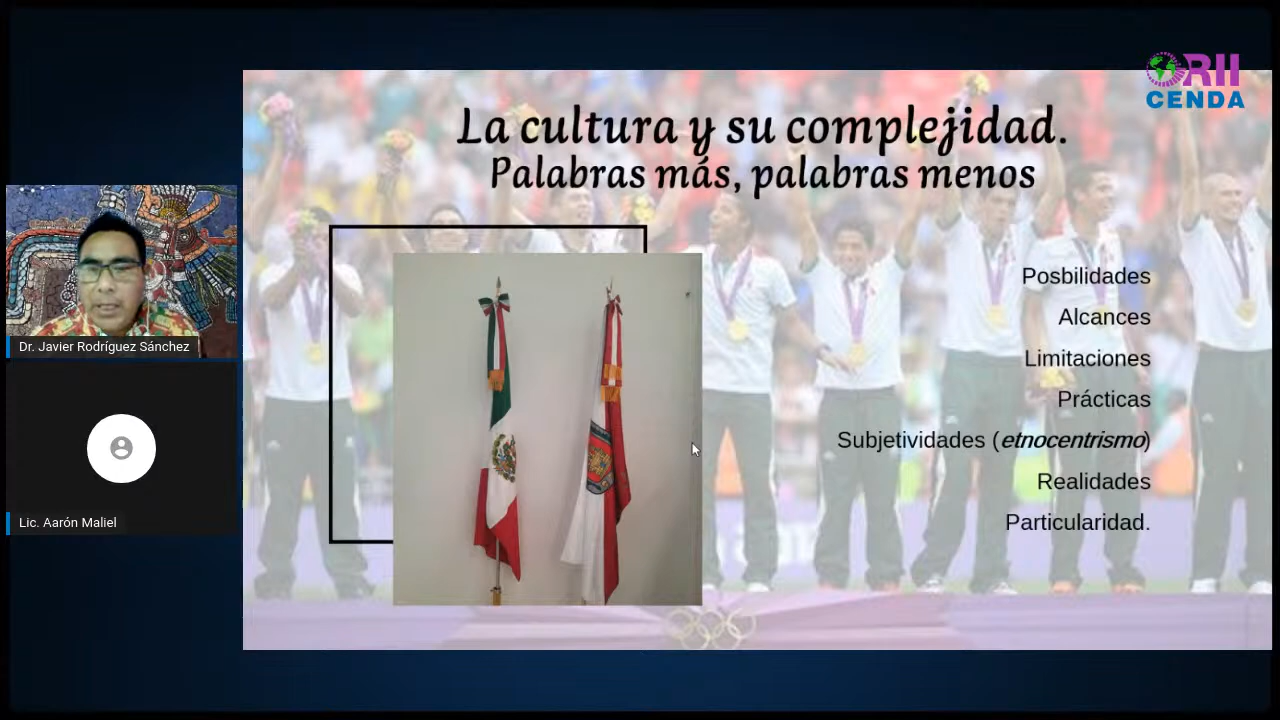 ORII
CENDA
La cultura y su complejidad.
Palabras más, palabras menos
Posbilidades
Alcances
Limitaciones
Prácticas
Subjetividades (etnocentrismo)
Realidades
Particularidad.
Dr. Javier Rodríguez Sánchez
Lic. Aarón Maliel